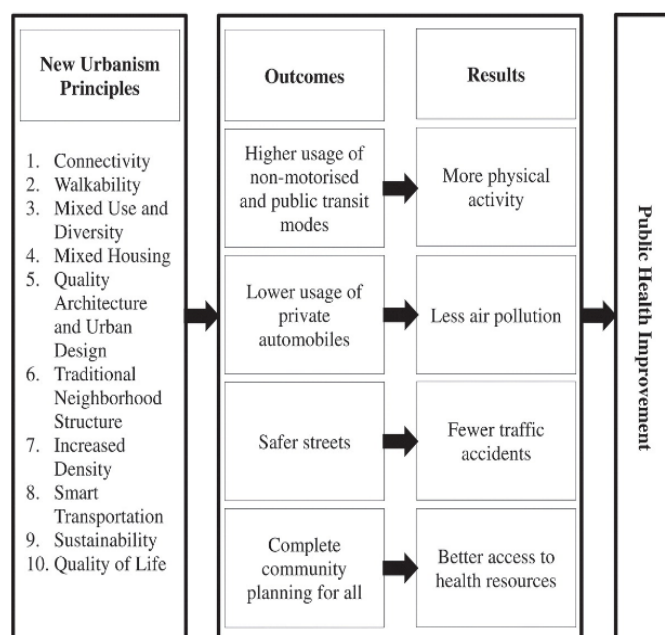 New Urbanism
Principles
1. Connectivity
2. Walkability
3. Mixed Use and
Diversity
4. Mixed Housing
5. Quality
Architecture
and Urban
Design
6. Traditional
Neighborhood
Structure
7. Increased
Density
8. Smart
Transportation
9. Sustainability
10. Quality of Life
Outcomes
Results
Higher usage of
non-motorised
and public transit
modes
More physical
activity
Lower usage of
private
automobiles
Less air pollution
Safer streets
Fewer traffic
accidents
Complete
community
planning for all
Better access to
health resources
Public Health Improvement